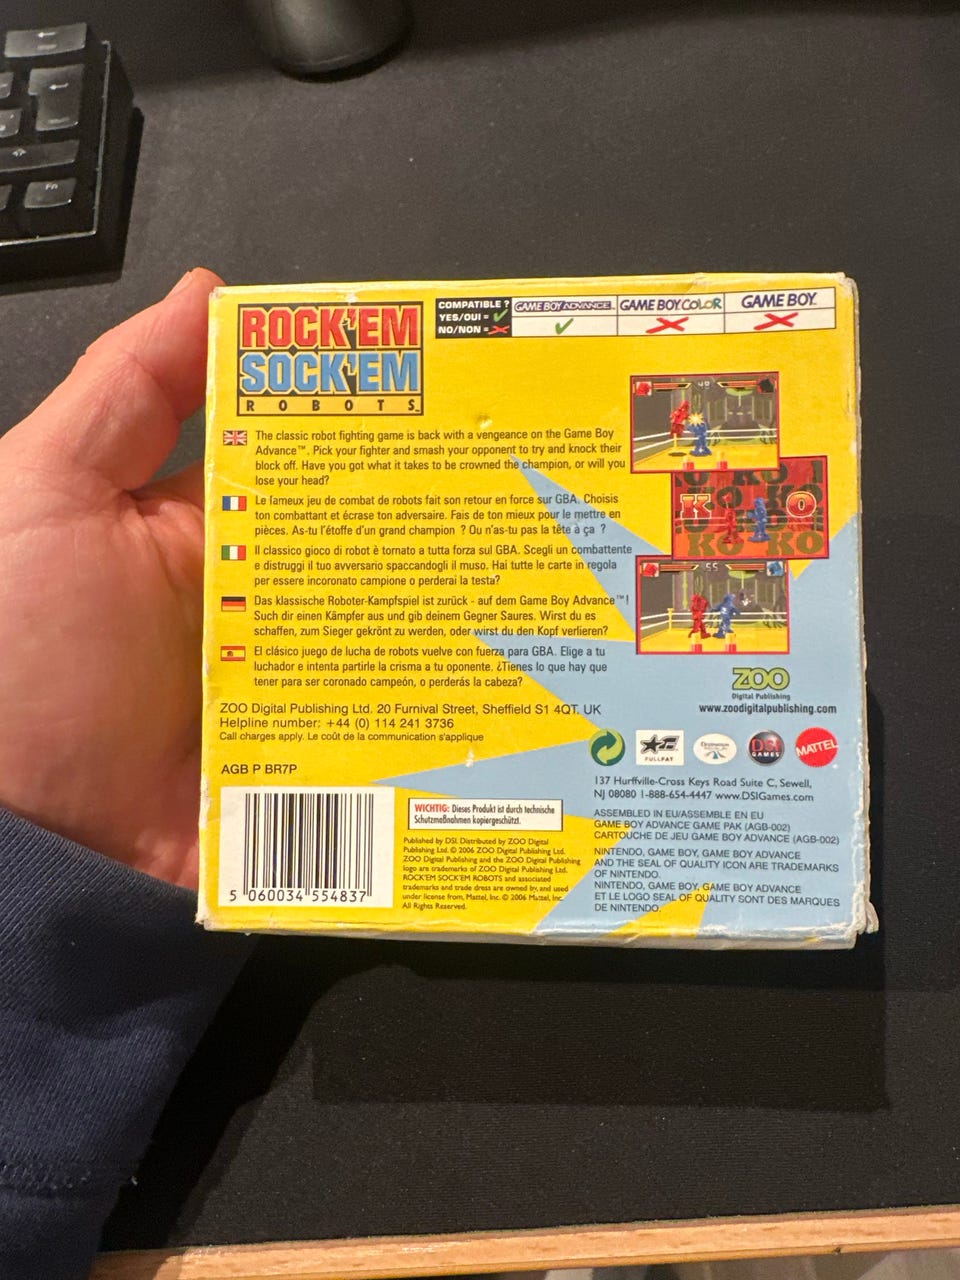 ROCK'EM
SOCK'EM
ROBOTS™
COMPATIBLE ?
YES/OUI =
NO/NON =
GAME BOY ADVANCE
GAME BOY COLOR
GAME BOY
The classic robot fighting game is back with a vengeance on the Game Boy
Advance™. Pick your fighter and smash your opponent to try and knock their
block off. Have you got what it takes to be crowned the champion, or will you
lose your head?
Le fameux jeu de combat de robots fait son retour en force sur GBA. Choisis
ton combattant et écrase ton adversaire. Fais de ton mieux pour le mettre en
pièces. As-tu l'étoffe d'un grand champion ? Ou n'as-tu pas la tête à ça ?
Il classico gioco di robot è tornato a tutta forza sul GBA. Scegli un combattente
e distruggi il tuo avversario spaccandogli il muso. Hai tutte le carte in regola
per essere incoronato campione o perderai la testa?
Das klassische Roboter-Kampfspiel ist zurück - auf dem Game Boy Advance™!
Such dir einen Kämpfer aus und gib deinem Gegner Saures. Wirst du es
schaffen, zum Sieger gekrönt zu werden, oder wirst du den Kopf verlieren?
El clásico juego de lucha de robots vuelve con fuerza para GBA. Elige a tu
luchador e intenta partirle la crisma a tu oponente. ¿Tienes lo que hay que
tener para ser coronado campeón, o perderás la cabeza?
K O
KO KO
55
ZOO
Digital Publishing
www.zoodigitalpublishing.com
ZOO Digital Publishing Ltd. 20 Furnival Street, Sheffield S1 4QT. UK
Helpline number: +44 (0) 114 241 3736
Call charges apply. Le coût de la communication s'applique
AGB P BR7P
FULLFAT
DSI
GAMES
MATTEL
137 Hurffville-Cross Keys Road Suite C, Sewell,
NJ 08080 1-888-654-4447 www.DSIGames.com
WICHTIG: Dieses Produkt ist durch technische
Schutzmaßnahmen kopiergeschützt.
Published by DSI. Distributed by ZOO Digital
Publishing Ltd. © 2006 ZOO Digital Publishing Ltd.
ZOO Digital Publishing and the ZOO Digital Publishing
logo are trademarks of ZOO Digital Publishing Ltd.
ROCK'EM SOCK'EM ROBOTS and associated
trademarks and trade dress are owned by, and used
under license from, Mattel, Inc. © 2006 Mattel, Inc.
All Rights Reserved.
ASSEMBLED IN EU/ASSEMBLE EN EU
GAME BOY ADVANCE GAME PAK (AGB-002)
CARTOUCHE DE JEU GAME BOY ADVANCE (AGB-002)
NINTENDO, GAME BOY, GAME BOY ADVANCE
AND THE SEAL OF QUALITY ICON ARE TRADEMARKS
OF NINTENDO.
NINTENDO, GAME BOY, GAME BOY ADVANCE
ET LE LOGO SEAL OF QUALITY SONT DES MARQUES
DE NINTENDO.
5 060034 554837
Fn